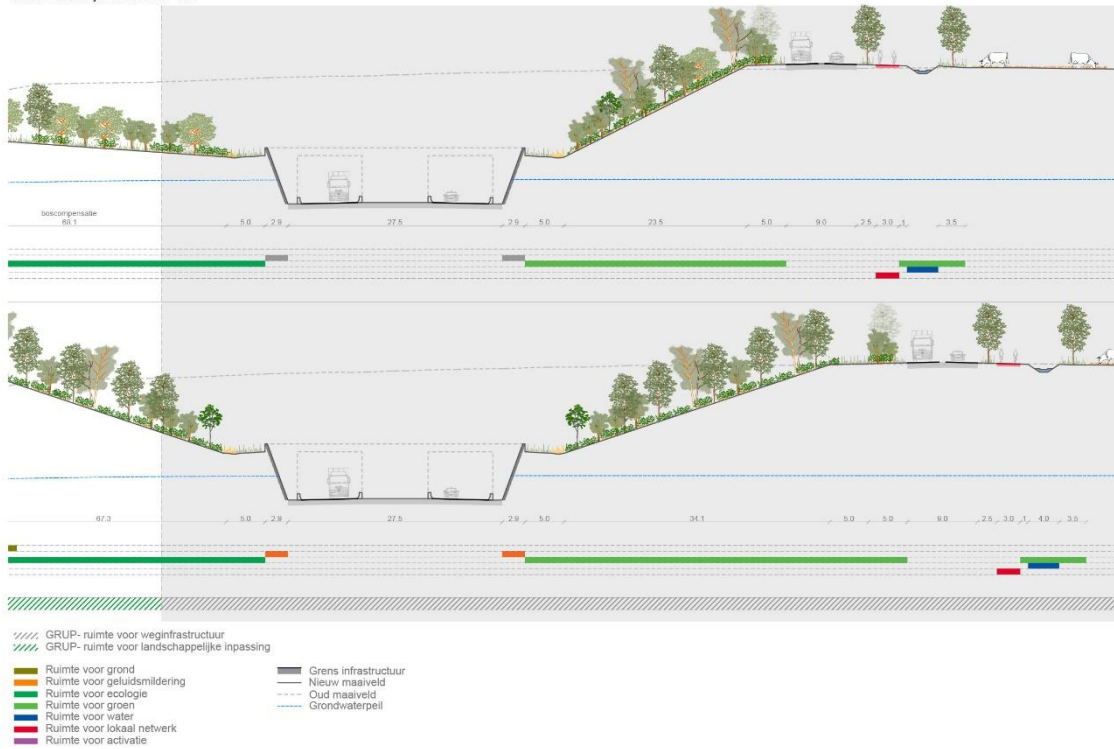 boscompensatie
68.1 5.0 2.9 27.5 2.9 5.0 23.5 5.0 9.0 2.5 3.0 1 3.5
67.3 5.0 2.9 27.5 2.9 5.0 34.1 5.0 5.0 9.0 2.5 3.0 1 4.0 3.5
GRUP- ruimte voor weginfrastructuur
GRUP- ruimte voor landschappelijke inpassing
Ruimte voor grond
Ruimte voor geluidsmildering
Ruimte voor ecologie
Ruimte voor groen
Ruimte voor water
Ruimte voor lokaal netwerk
Ruimte voor activatie
Grens infrastructuur
Nieuw maaiveld
Oud maaiveld
Grondwaterpeil